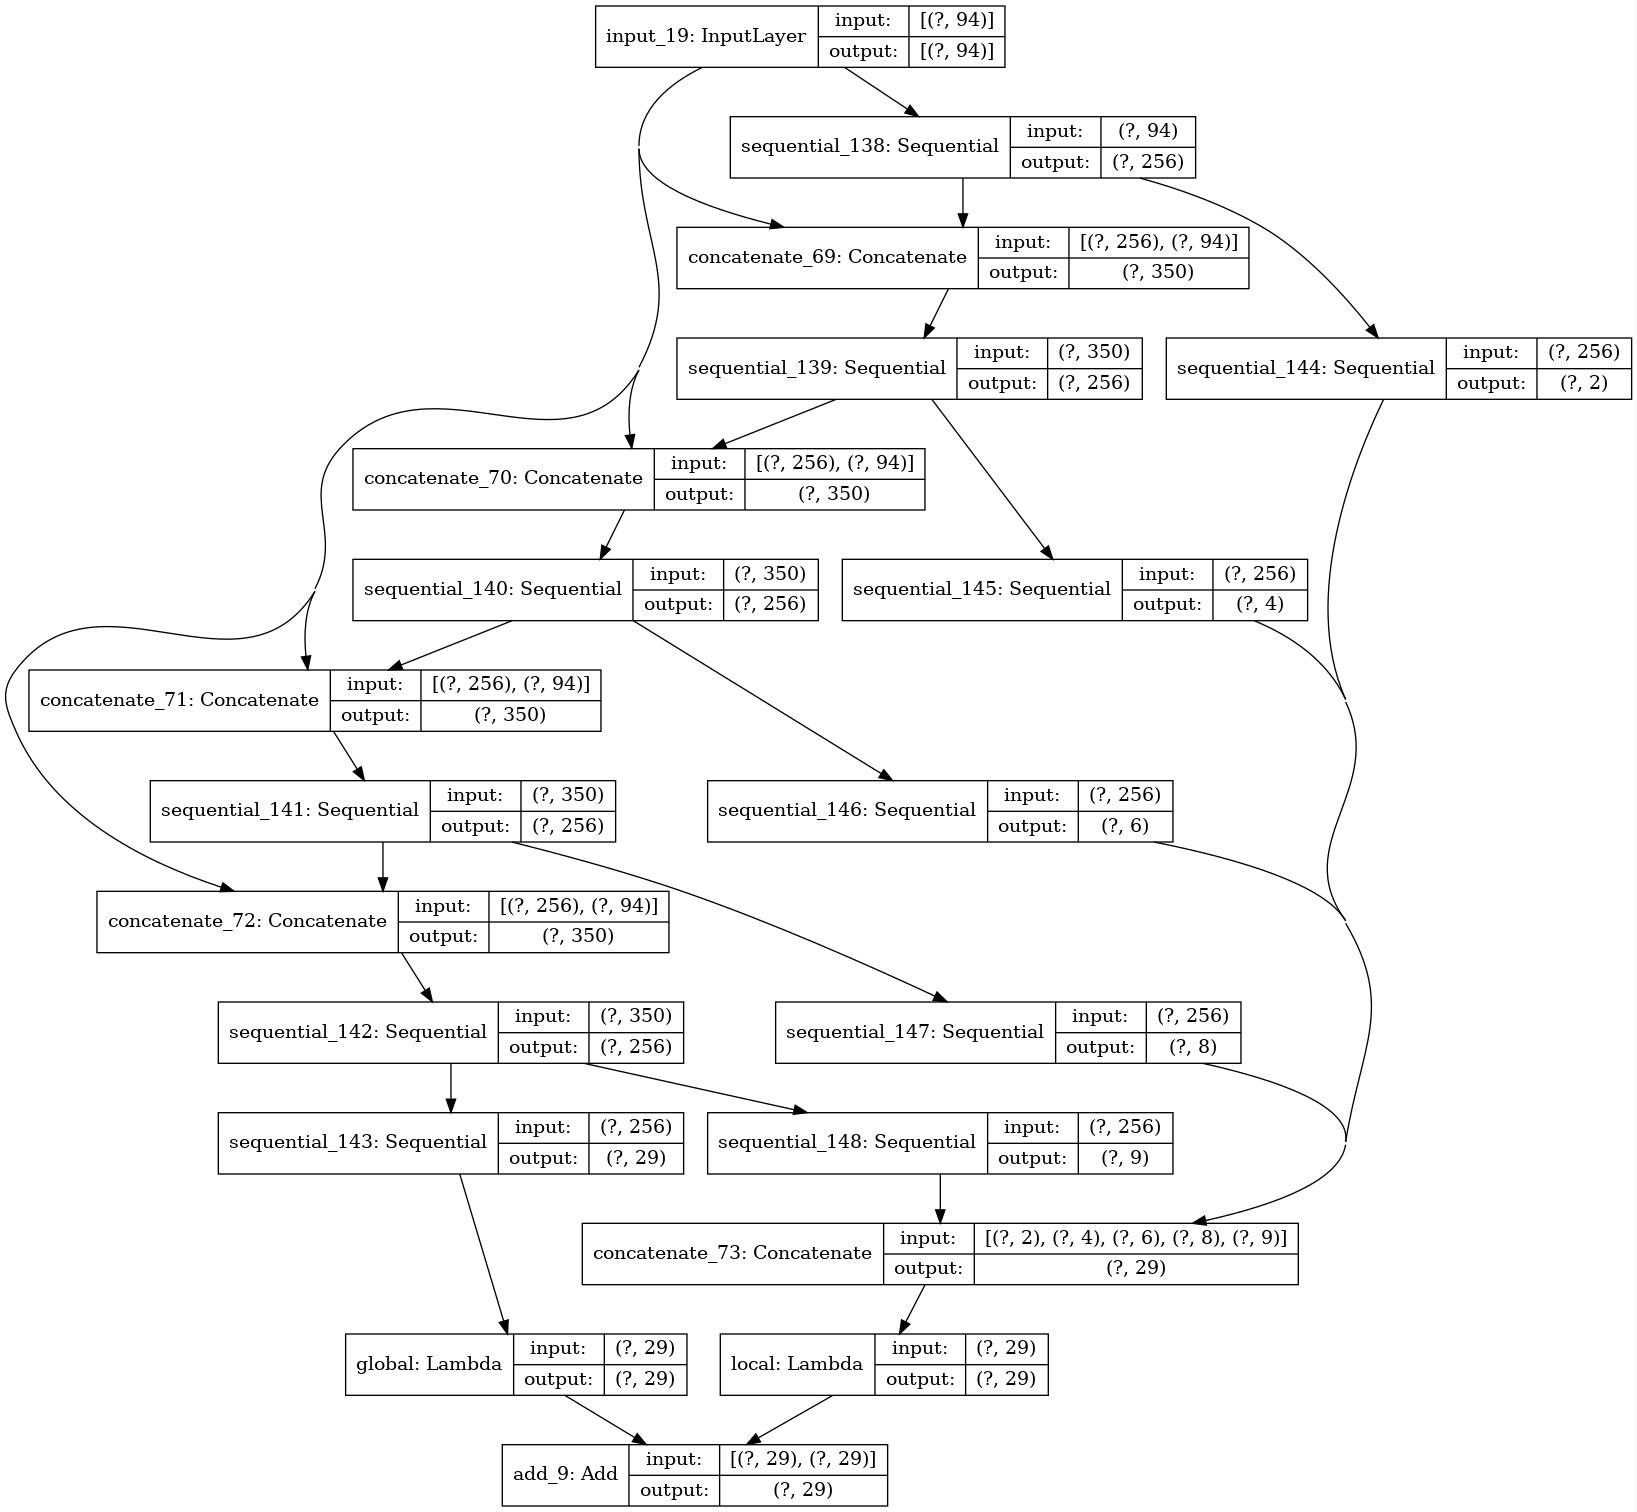 input_19: InputLayer
input:
[(?, 94)]
output:
[(?, 94)]
sequential_138: Sequential
input:
(?, 94)
output:
(?, 256)
concatenate_69: Concatenate
input:
[(?, 256), (?, 94)]
output:
(?, 350)
sequential_139: Sequential
input:
(?, 350)
output:
(?, 256)
sequential_144: Sequential
input:
(?, 256)
output:
(?, 2)
concatenate_70: Concatenate
input:
[(?, 256), (?, 94)]
output:
(?, 350)
sequential_140: Sequential
input:
(?, 350)
output:
(?, 256)
sequential_145: Sequential
input:
(?, 256)
output:
(?, 4)
concatenate_71: Concatenate
input:
[(?, 256), (?, 94)]
output:
(?, 350)
sequential_141: Sequential
input:
(?, 350)
output:
(?, 256)
sequential_146: Sequential
input:
(?, 256)
output:
(?, 6)
concatenate_72: Concatenate
input:
[(?, 256), (?, 94)]
output:
(?, 350)
sequential_142: Sequential
input:
(?, 350)
output:
(?, 256)
sequential_147: Sequential
input:
(?, 256)
output:
(?, 8)
sequential_143: Sequential
input:
(?, 256)
output:
(?, 29)
sequential_148: Sequential
input:
(?, 256)
output:
(?, 9)
concatenate_73: Concatenate
input:
[(?, 2), (?, 4), (?, 6), (?, 8), (?, 9)]
output:
(?, 29)
global: Lambda
input:
(?, 29)
output:
(?, 29)
local: Lambda
input:
(?, 29)
output:
(?, 29)
add_9: Add
input:
[(?, 29), (?, 29)]
output:
(?, 29)